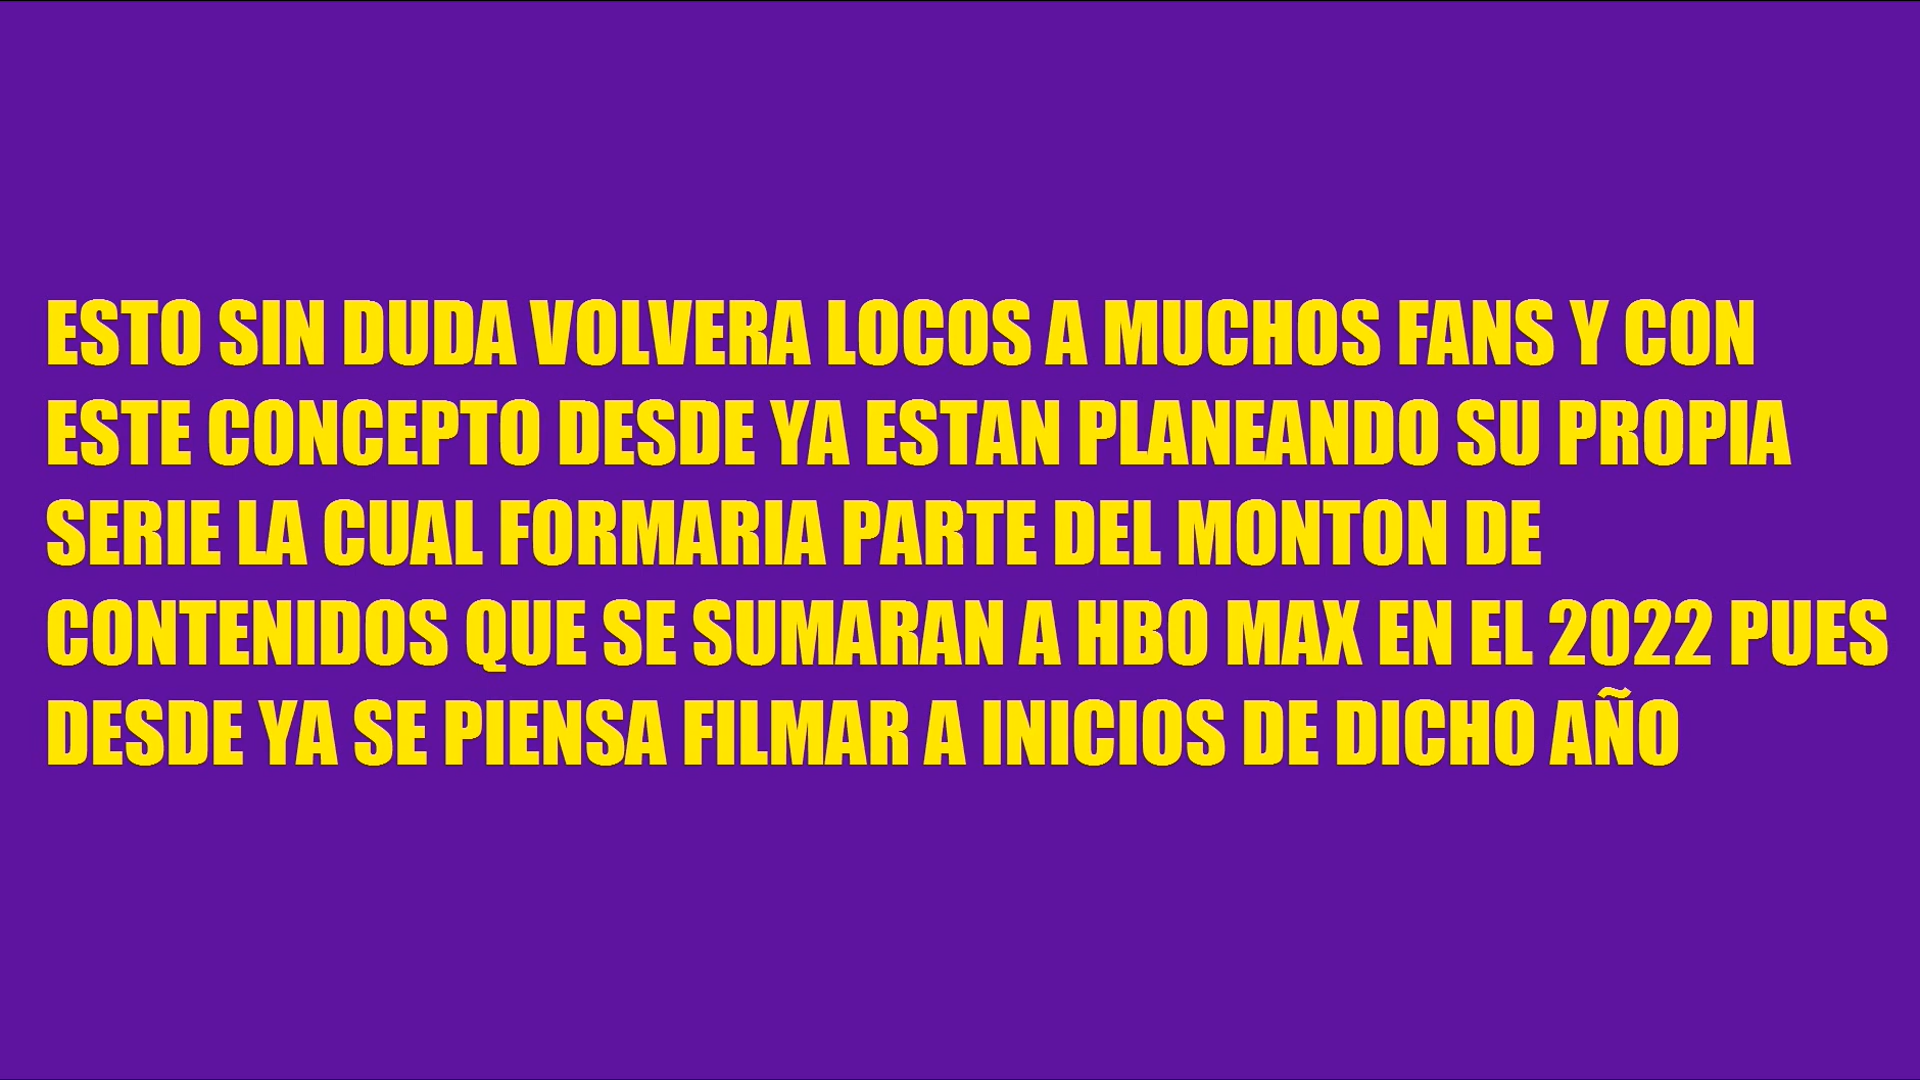 ESTO SIN DUDA VOLVERA LOCOS A MUCHOS FANS Y CON
ESTE CONCEPTO DESDE YA ESTAN PLANEANDO SU PROPIA
SERIE LA CUAL FORMARIA PARTE DEL MONTON DE
CONTENIDOS QUE SE SUMARAN A HBO MAX EN EL 2022 PUES
DESDE YA SE PIENSA FILMAR A INICIOS DE DICHO AÑO